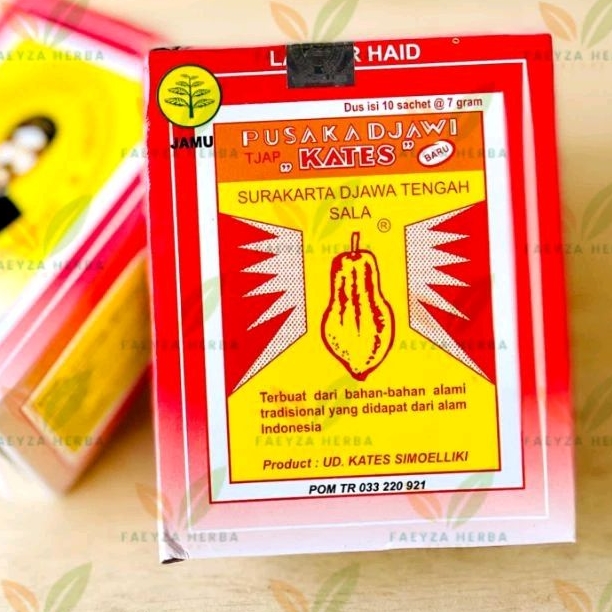 HAID
JAMU
Dus isi 10 sachet @ 7 gram
PUSAKA DJAWI
TJAP „ KATES ” BARU
SURAKARTA DJAWA TENGAH
SALA ®
Terbuat dari bahan-bahan alami
tradisional yang didapat dari alam
Indonesia
Product : UD. KATES SIMOELLIKI
POM TR 033 220 921
FAEYZA HERBA